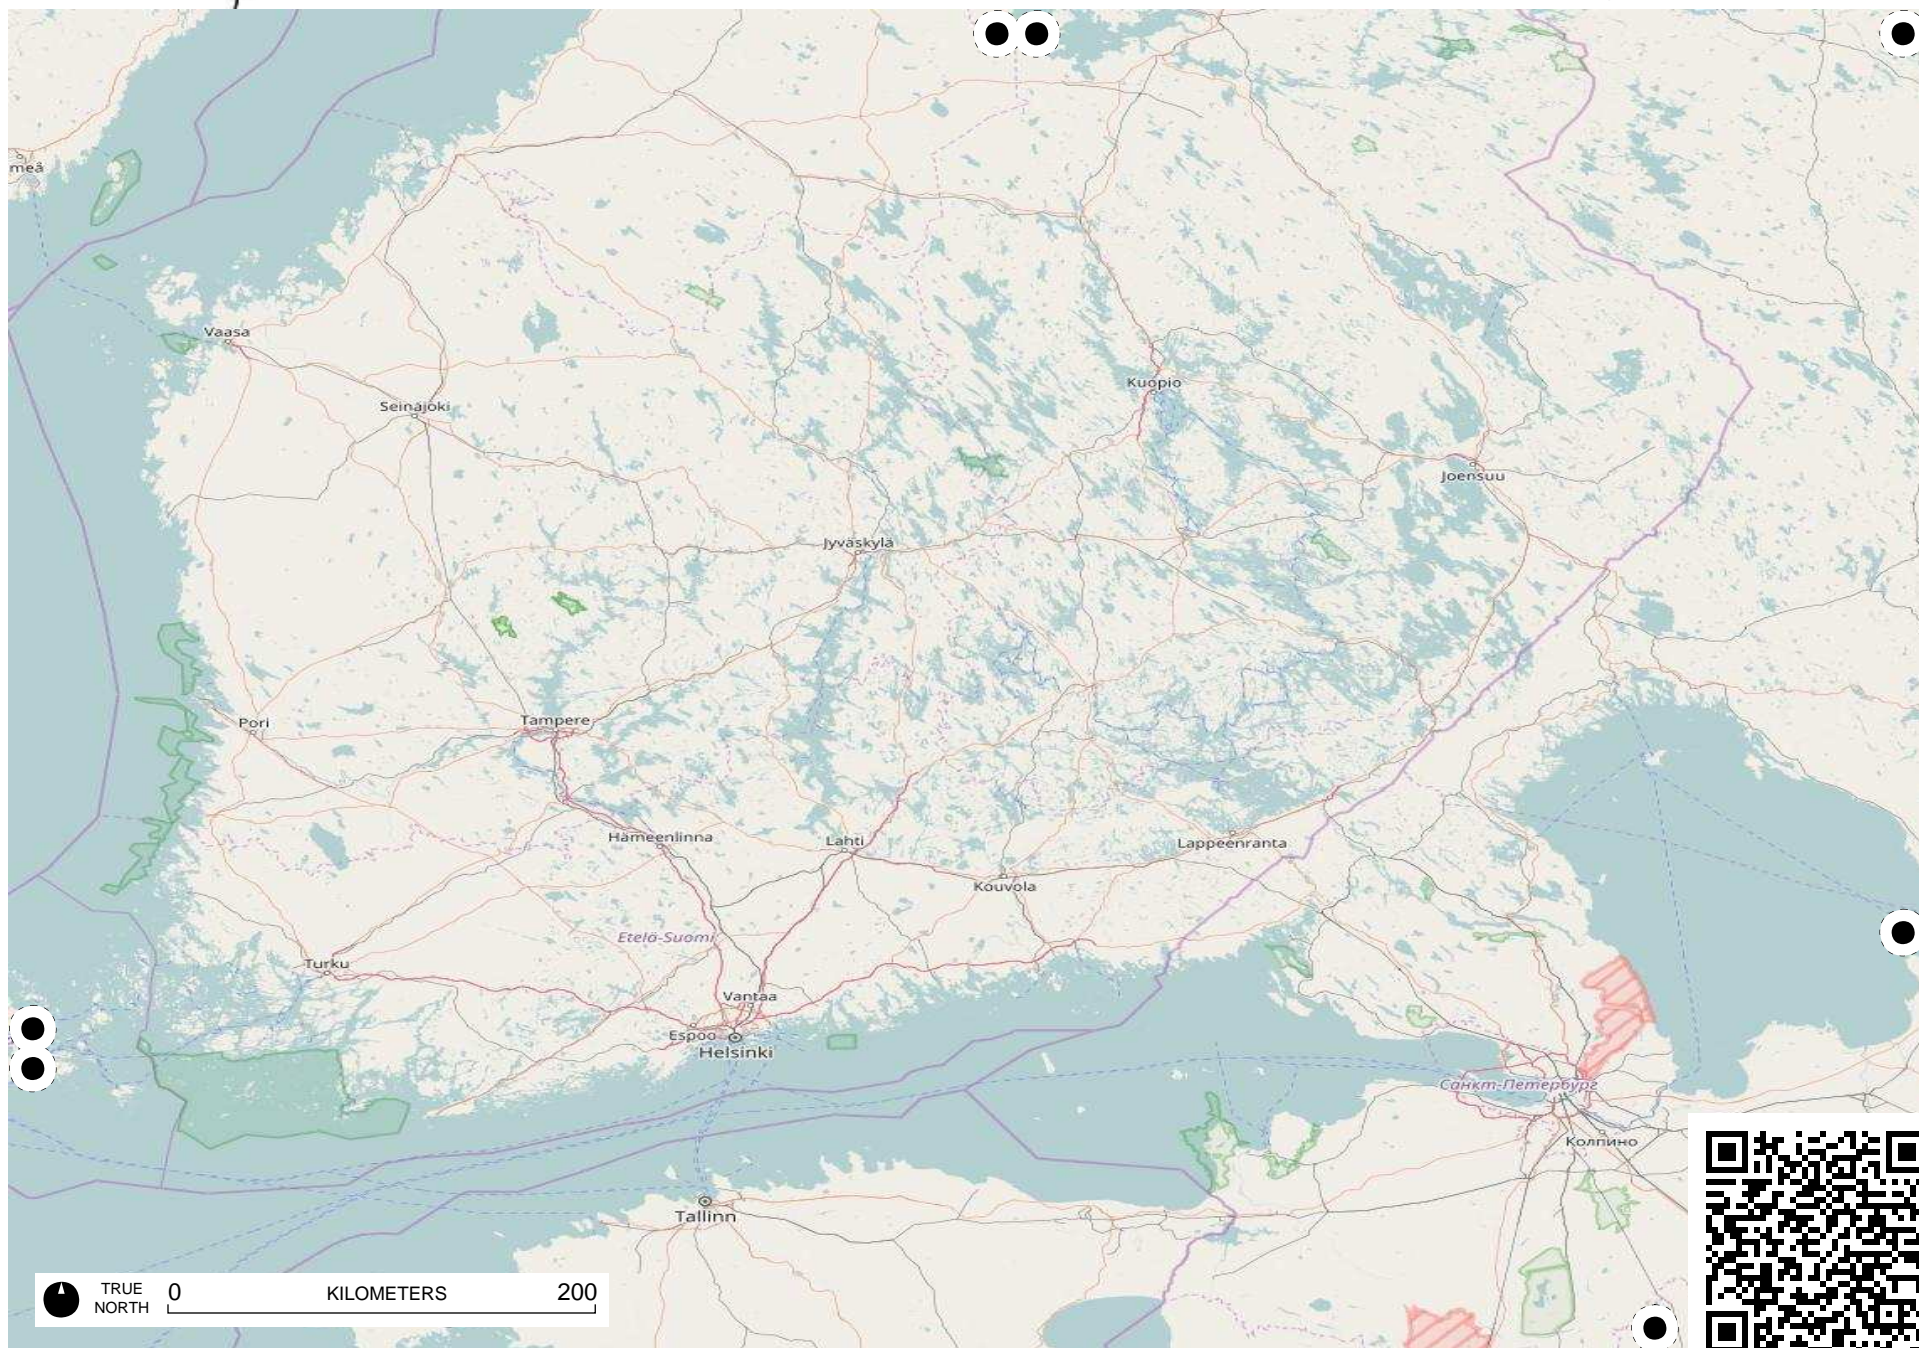 meå
Vaasa
Kuopio
Seinäjoki
Joensuu
Jyväskylä
Pori
Tampere
Hämeenlinna
Lahti
Lappeenranta
Kouvola
Etelä-Suomi
Turku
Vantaa
Espoo
Helsinki
Санкт-Петербург
Колпино
Tallinn
TRUE NORTH
0 KILOMETERS 200